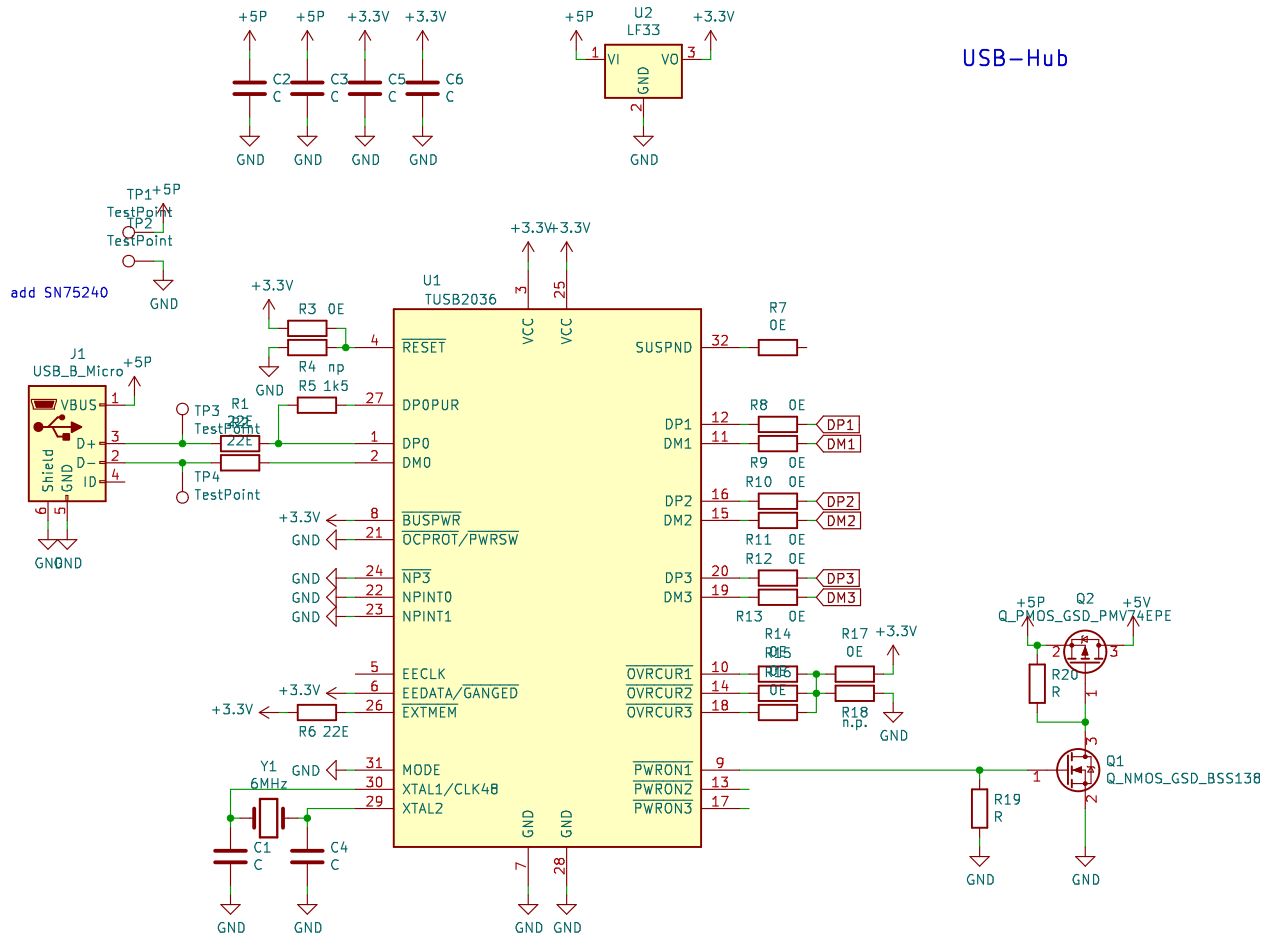 +5P
+5P
+3.3V
+3.3V
C2
C
C3
C
C5
C
C6
C
GND
GND
GND
GND
U2
LF33
+5P
+3.3V
1
VI
VO
3
GND
2
GND
USB-Hub
TP1
TestPoint
+5P
TP2
TestPoint
GND
add SN75240
J1
USB_B_Micro
+5P
VBUS
1
D+
3
D-
2
ID
4
Shield
GND
6
5
GND
GND
TP3
TestPoint
TP4
TestPoint
R1
22E
22E
+3.3V
R3 0E
R4 np
GND
R5 1k5
U1
TUSB2036
+3.3V
+3.3V
3
25
VCC
VCC
4
RESET
27
DP0PUR
1
DP0
2
DM0
+3.3V
8
BUSPWR
GND
21
OCPROT/PWRSW
GND
24
NP3
GND
22
NPINT0
GND
23
NPINT1
5
EECLK
+3.3V
6
EEDATA/GANGED
+3.3V
26
EXTMEM
R6 22E
GND
31
MODE
30
XTAL1/CLK48
29
XTAL2
Y1
6MHz
C1
C
C4
C
GND
GND
GND
GND
7
28
GND
GND
SUSPND
32
R7
0E
DP1
12
R8 0E
DP1
DM1
11
R9 0E
DM1
DP2
16
R10 0E
DP2
DM2
15
R11 0E
DM2
DP3
20
R12 0E
DP3
DM3
19
R13 0E
DM3
OVRCUR1
10
R14
0E
OVRCUR2
14
R15
0E
OVRCUR3
18
R16
0E
R17
0E
+3.3V
R18
n.p.
GND
PWRON1
9
PWRON2
13
PWRON3
17
R19
R
GND
Q1
Q_NMOS_GSD_BSS138
1
3
2
GND
Q2
Q_PMOS_GSD_PMV74EPE
+5P
+5V
2
3
1
R20
R